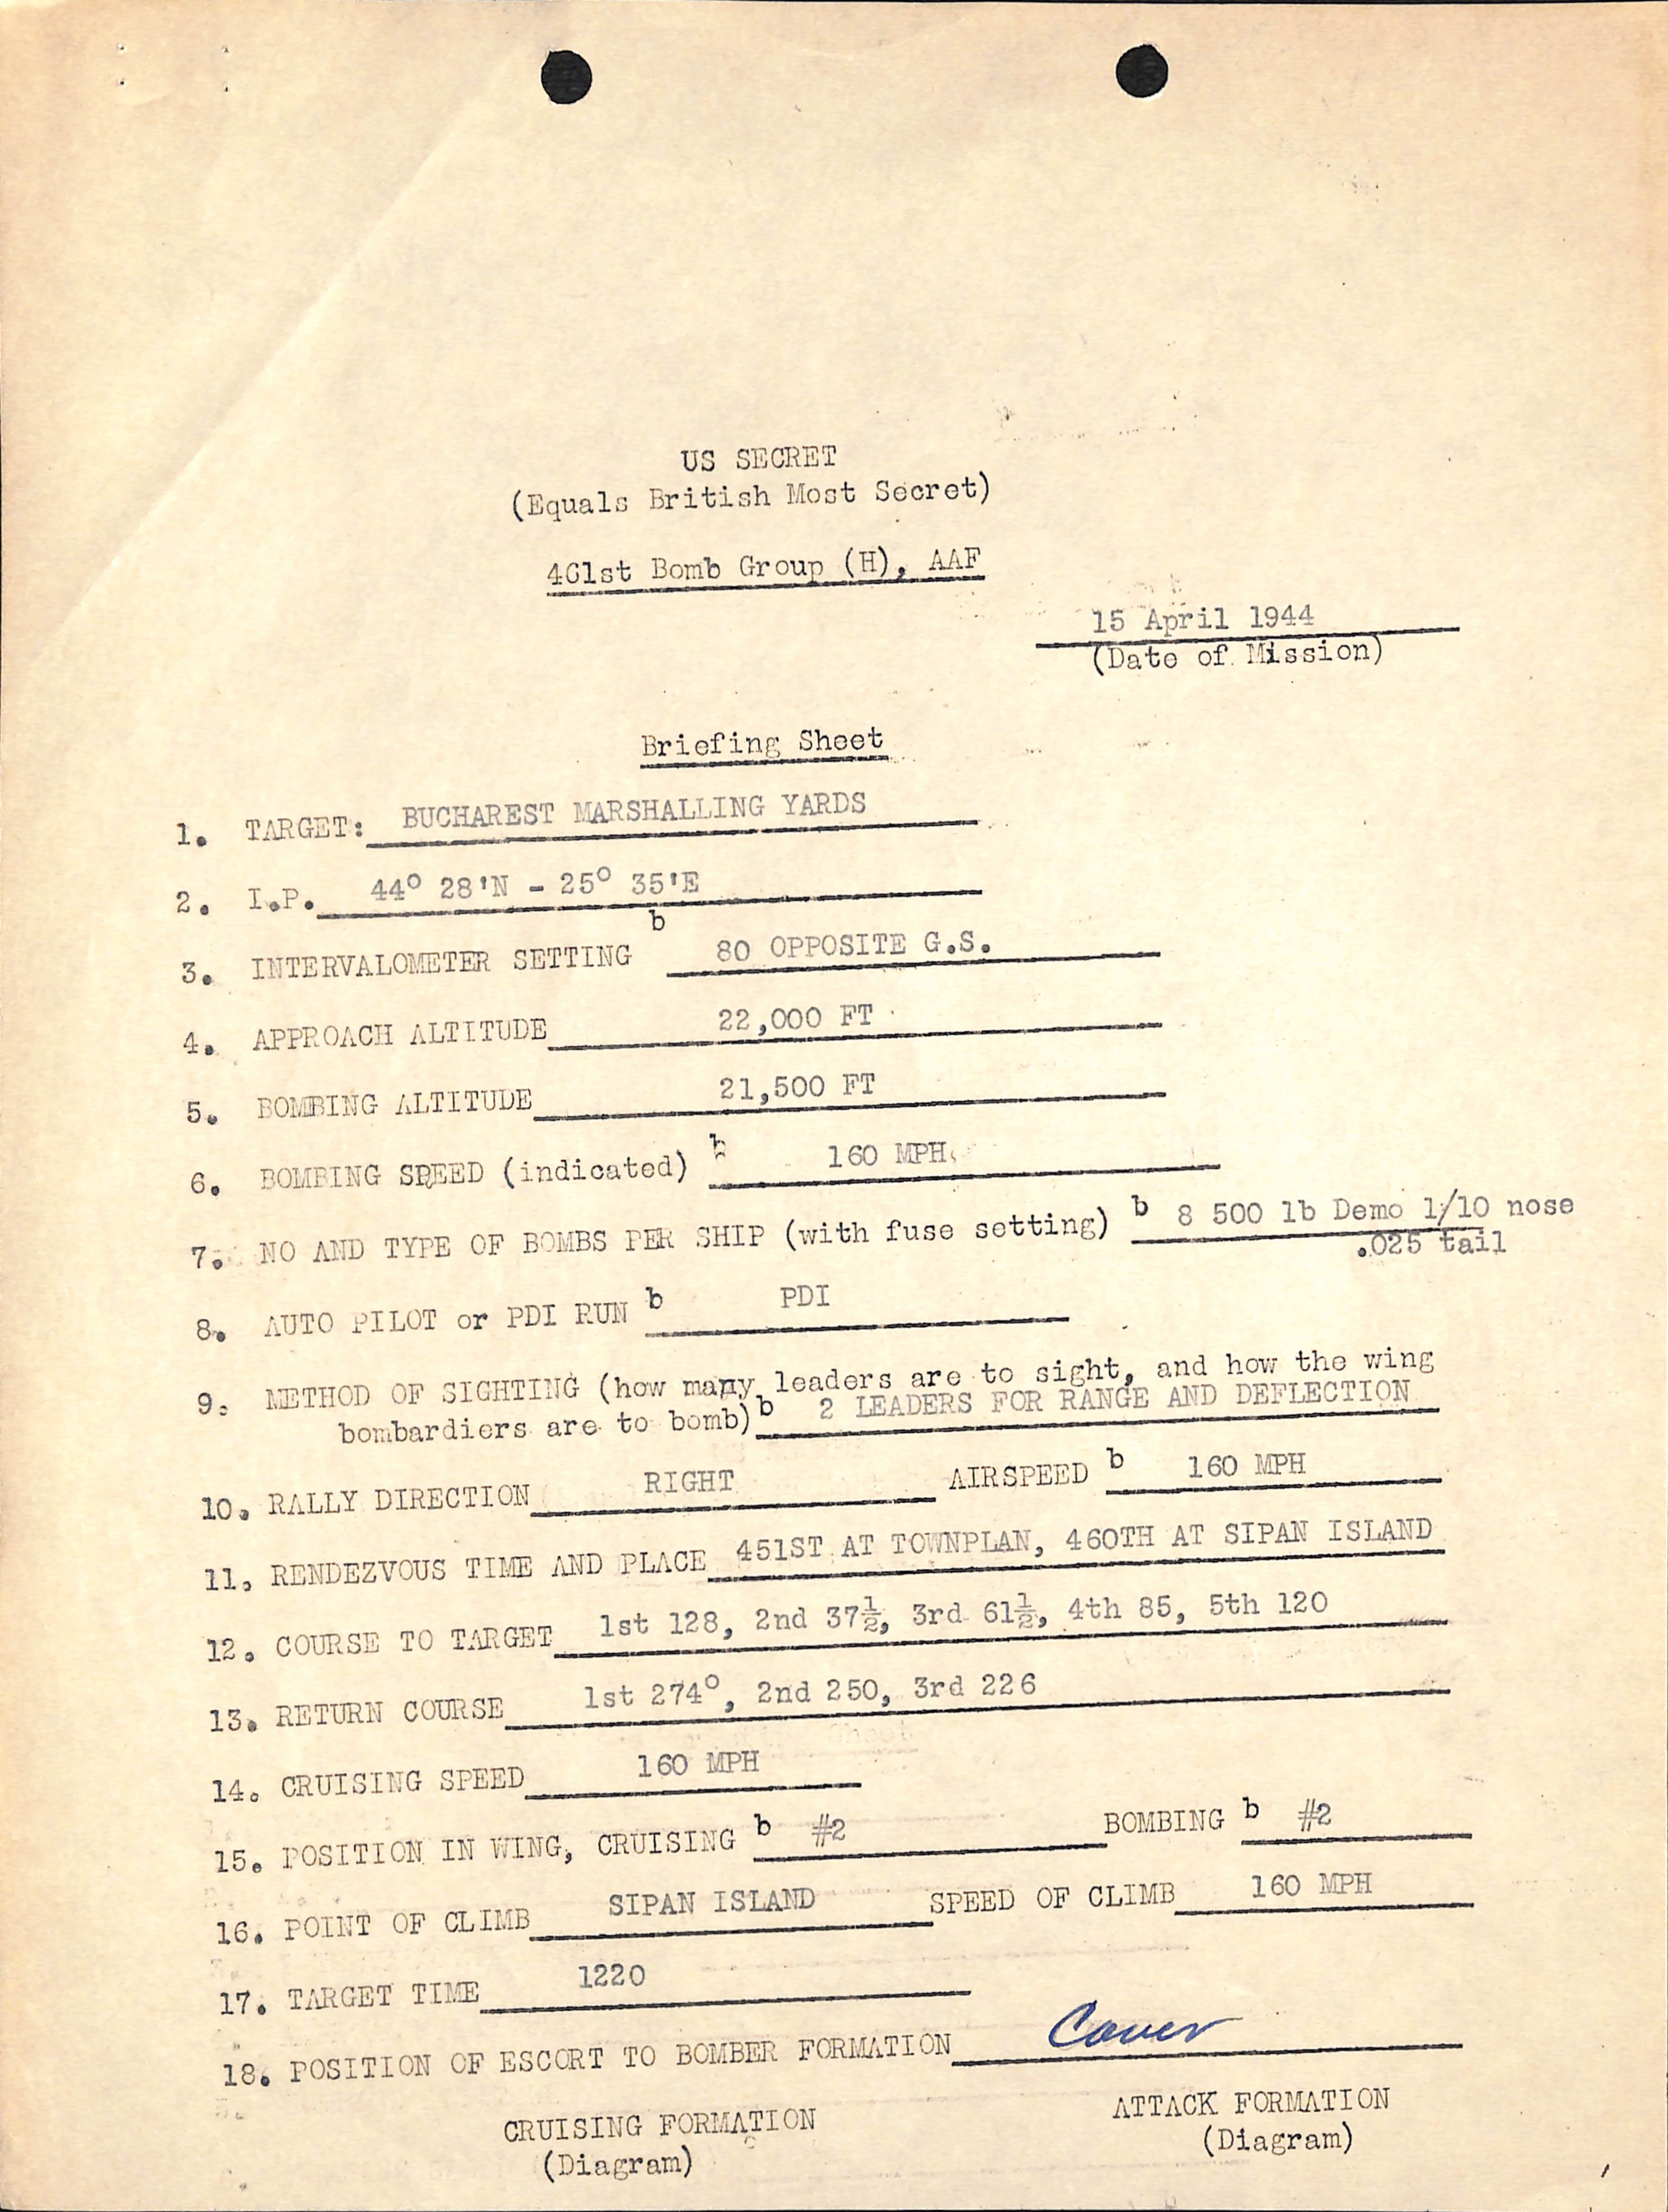 US SECRET
(Equals British Most Secret)
461st Bomb Group (H), AAF
15 April 1944
(Date of Mission)
Briefing Sheet
1. TARGET: BUCHAREST MARSHALLING YARDS
2. I.P. 44° 28'N - 25° 35'E
3. INTERVALOMETER SETTING b 80 OPPOSITE G.S.
4. APPROACH ALTITUDE 22,000 FT
5. BOMBING ALTITUDE 21,500 FT
6. BOMBING SPEED (indicated) b 160 MPH
7. NO AND TYPE OF BOMBS PER SHIP (with fuse setting) b 8 500 lb Demo 1/10 nose
.025 tail
8. AUTO PILOT or PDI RUN b PDI
9. METHOD OF SIGHTING (how many leaders are to sight, and how the wing
bombardiers are to bomb) b 2 LEADERS FOR RANGE AND DEFLECTION
10. RALLY DIRECTION RIGHT AIRSPEED b 160 MPH
11. RENDEZVOUS TIME AND PLACE 451ST AT TOWNPLAN, 460TH AT SIPAN ISLAND
12. COURSE TO TARGET 1st 128, 2nd 37½, 3rd 61½, 4th 85, 5th 120
13. RETURN COURSE 1st 274°, 2nd 250, 3rd 226
14. CRUISING SPEED 160 MPH
15. POSITION IN WING, CRUISING b #2 BOMBING b #2
16. POINT OF CLIMB SIPAN ISLAND SPEED OF CLIMB 160 MPH
17. TARGET TIME 1220
18. POSITION OF ESCORT TO BOMBER FORMATION Cover
CRUISING FORMATION ATTACK FORMATION
(Diagram) (Diagram)